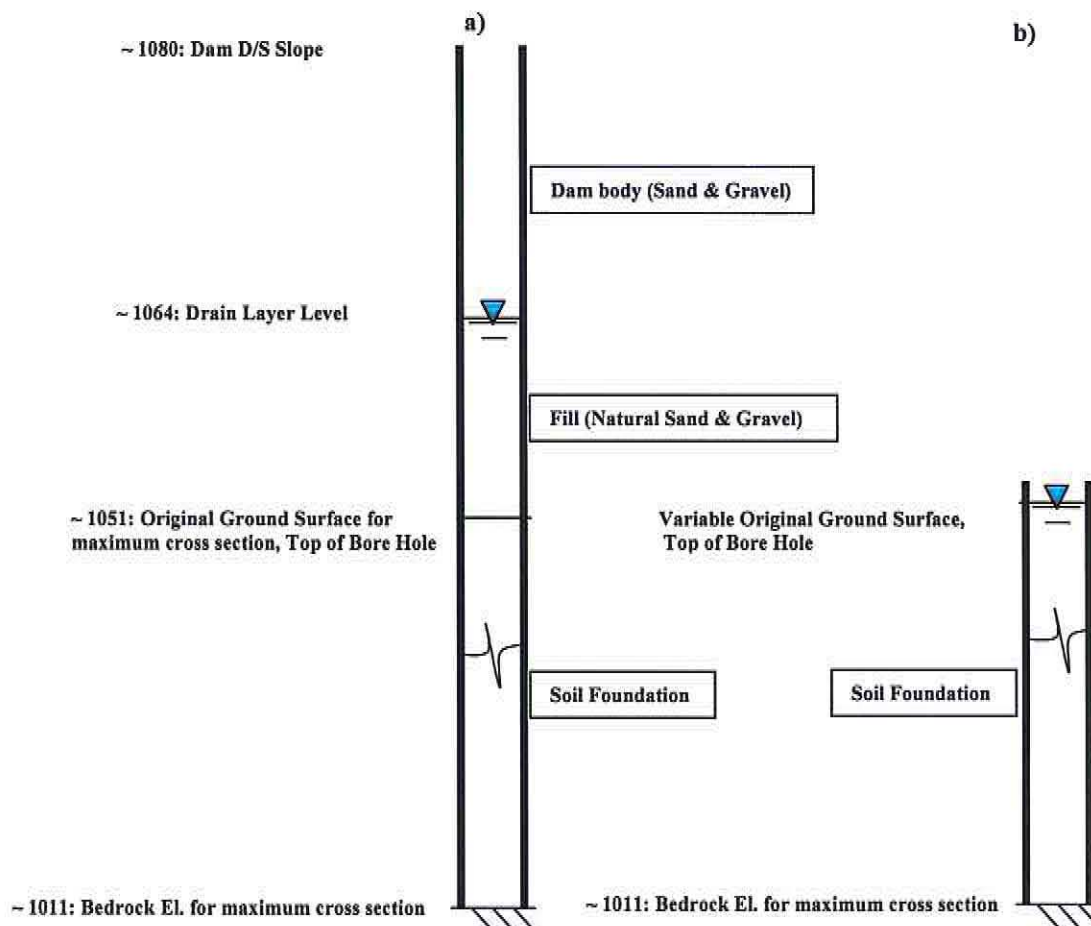 a)
b)
~ 1080: Dam D/S Slope
Dam body (Sand & Gravel)
~ 1064: Drain Layer Level
Fill (Natural Sand & Gravel)
~ 1051: Original Ground Surface for
maximum cross section, Top of Bore Hole
Variable Original Ground Surface,
Top of Bore Hole
Soil Foundation
Soil Foundation
~ 1011: Bedrock El. for maximum cross section
~ 1011: Bedrock El. for maximum cross section